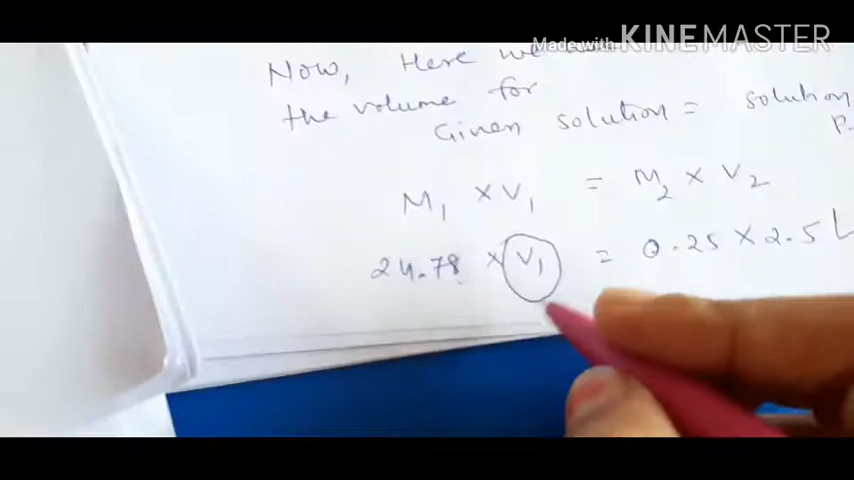 Made with KINEMASTER
Now, Here we
the volume for
Given solution = solution
M₁ × V₁ = M₂ × V₂
24.78 × V₁ = 0.25 × 2.5 L